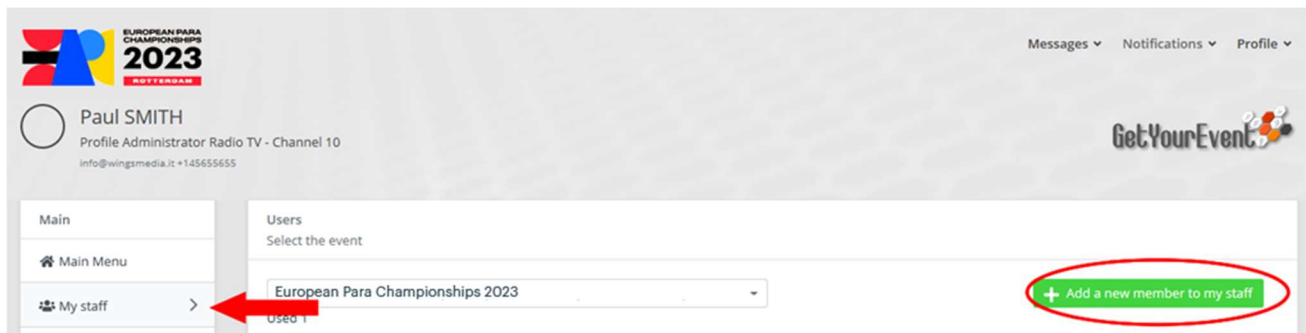 EUROPEAN PARA
CHAMPIONSHIPS
2023
ROTTERDAM
Messages
Notifications
Profile
Paul SMITH
Profile Administrator Radio TV - Channel 10
info@wingsmedia.it +145655655
GetYourEvent
Main
Main Menu
My staff
Users
Select the event
European Para Championships 2023
Used 1
+ Add a new member to my staff